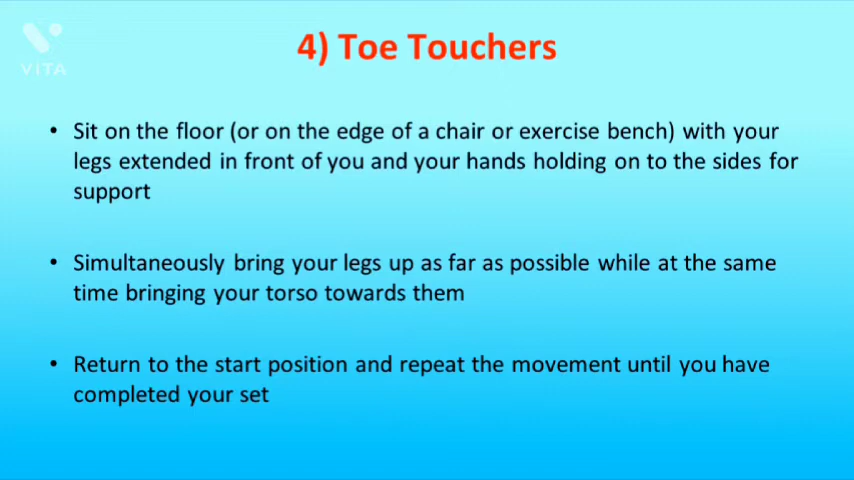 VITA
4) Toe Touchers
• Sit on the floor (or on the edge of a chair or exercise bench) with your
legs extended in front of you and your hands holding on to the sides for
support
• Simultaneously bring your legs up as far as possible while at the same
time bringing your torso towards them
• Return to the start position and repeat the movement until you have
completed your set